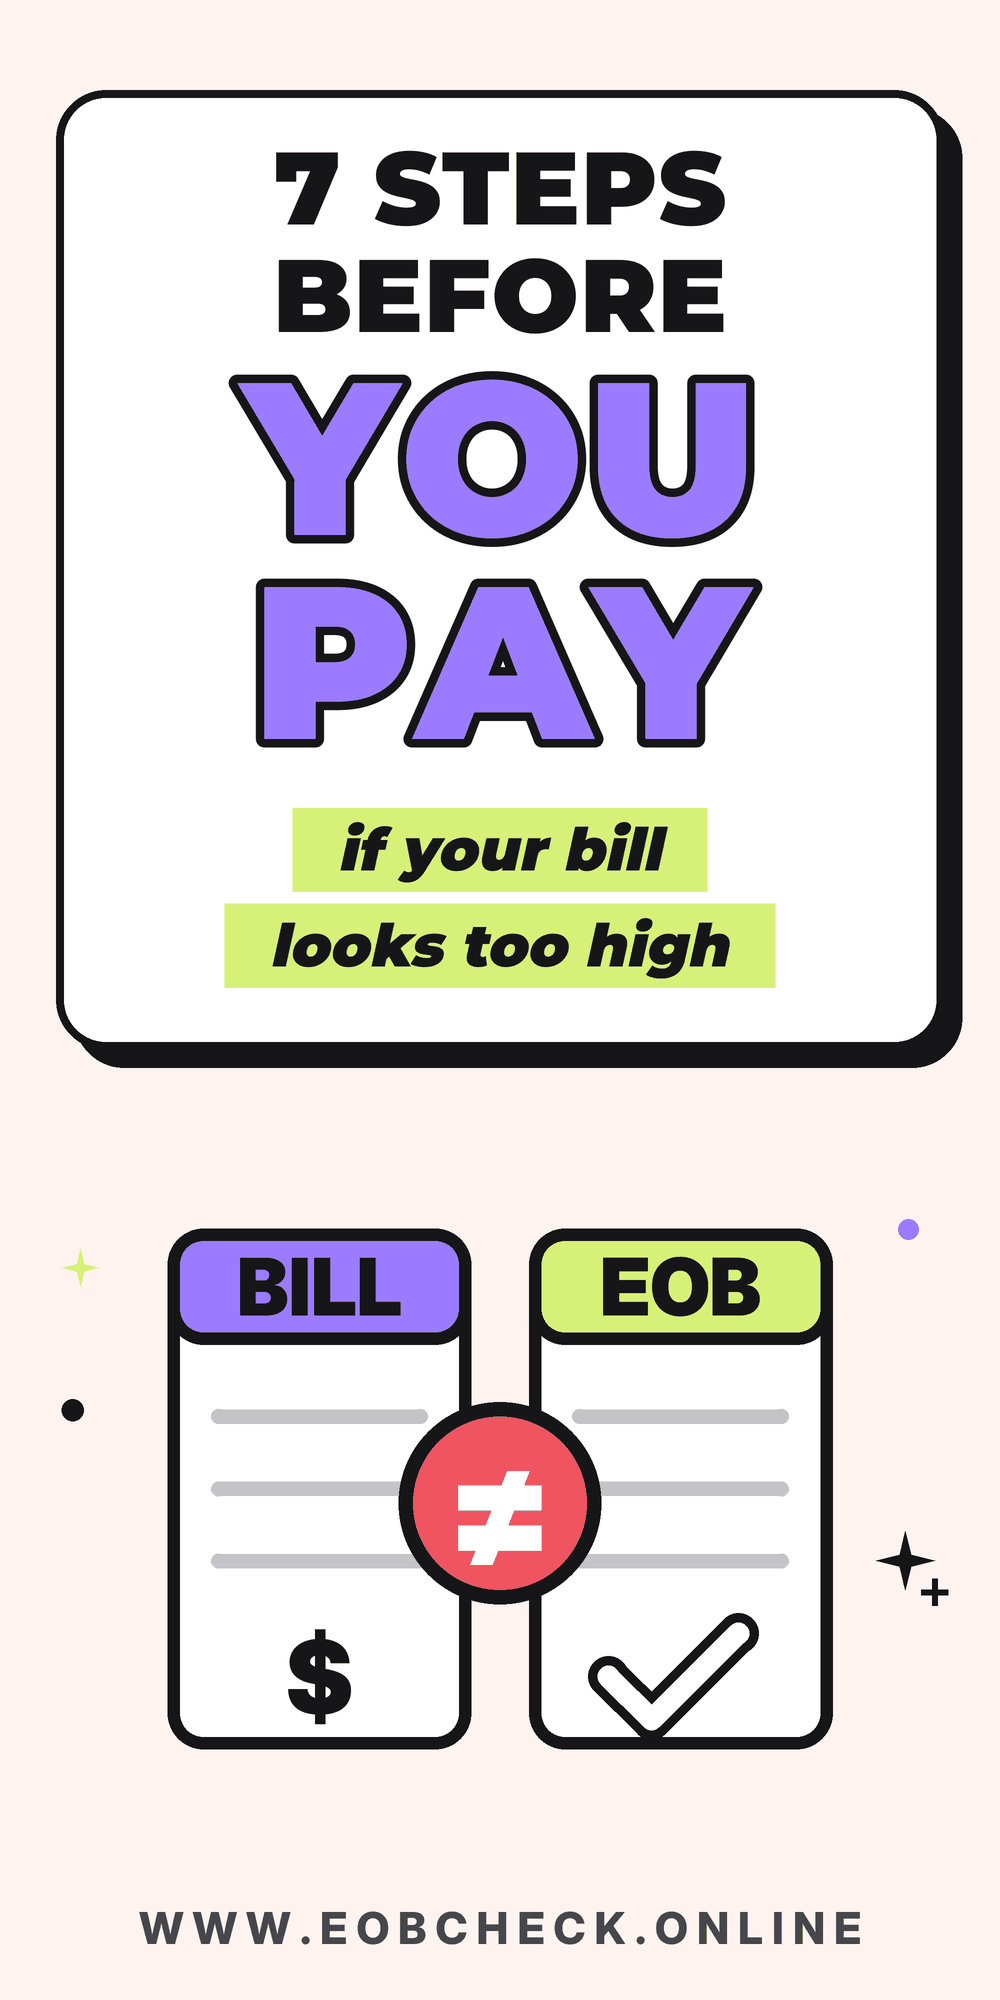 7 STEPS
BEFORE
YOU
PAY
if your bill
looks too high
BILL
EOB
≠
$
WWW.EOBCHECK.ONLINE